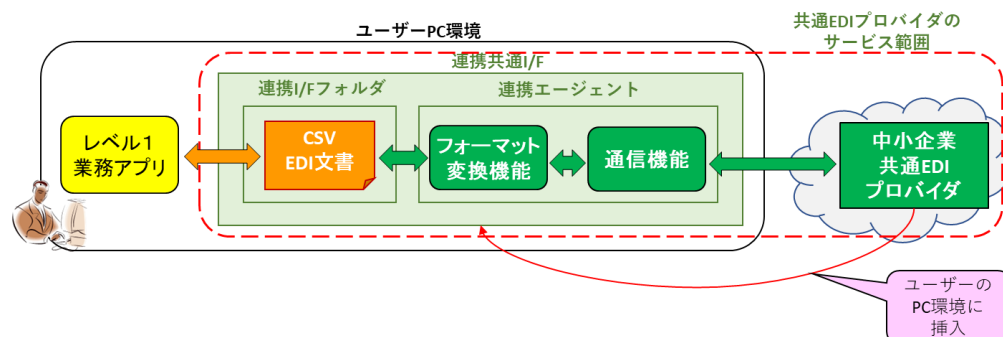 共通EDIプロバイダの
サービス範囲
ユーザーPC環境
連携共通I/F
連携I/Fフォルダ
連携エージェント
レベル１
業務アプリ
CSV
EDI文書
フォーマット
変換機能
通信機能
中小企業
共通EDI
プロバイダ
ユーザーの
PC環境に
挿入